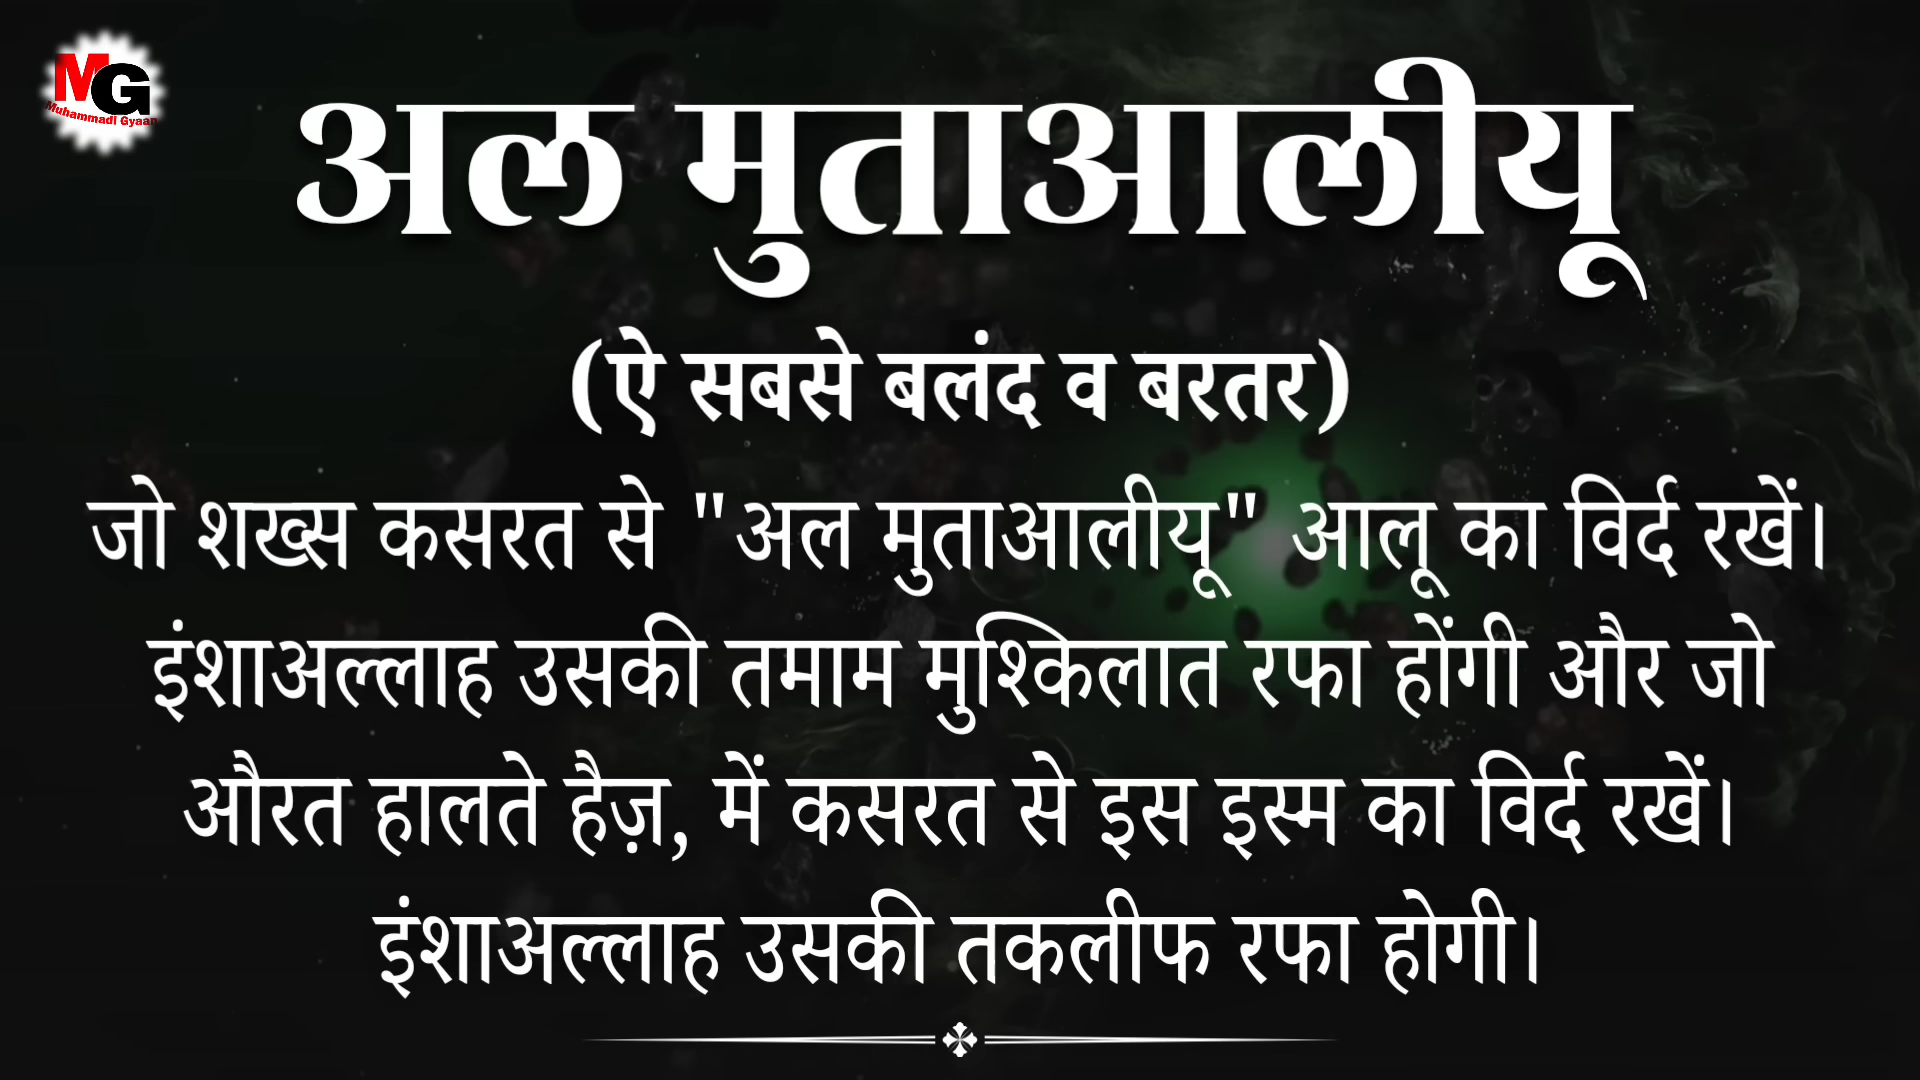 MG
Muhammadi Gyaan
अल मुताआलीयू
(ऐ सबसे बलंद व बरतर)
जो शख्स कसरत से "अल मुताआलीयू" आलू का विर्द रखें।
इंशाअल्लाह उसकी तमाम मुश्किलात रफा होंगी और जो
औरत हालते हैज़, में कसरत से इस इस्म का विर्द रखें।
इंशाअल्लाह उसकी तकलीफ रफा होगी।